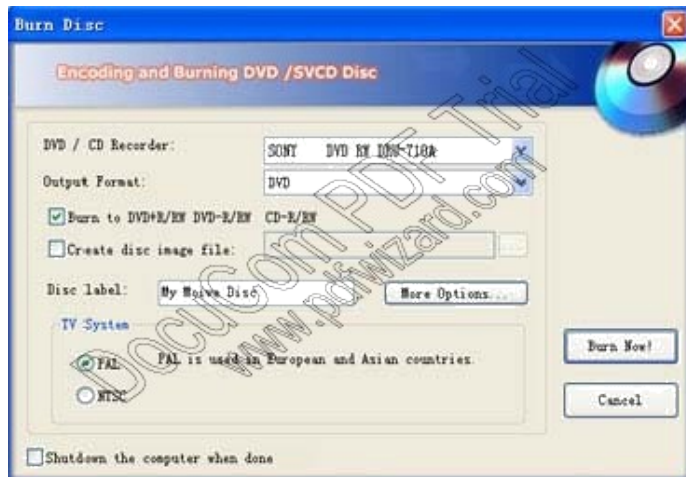 Burn Disc
Encoding and Burning DVD /SVCD Disc
DVD / CD Recorder:
SONY DVD RW DRU-710A
Output Format:
DVD
Burn to DVD+R/RW DVD-R/RW CD-R/RW
Create disc image file:
Disc label:
My Moive Disc
More Options...
TV System
PAL
PAL is used in European and Asian countries.
NTSC
Burn Now!
Cancel
Shutdown the computer when done
DocuCom PDF Trial
www.pdfwizard.com